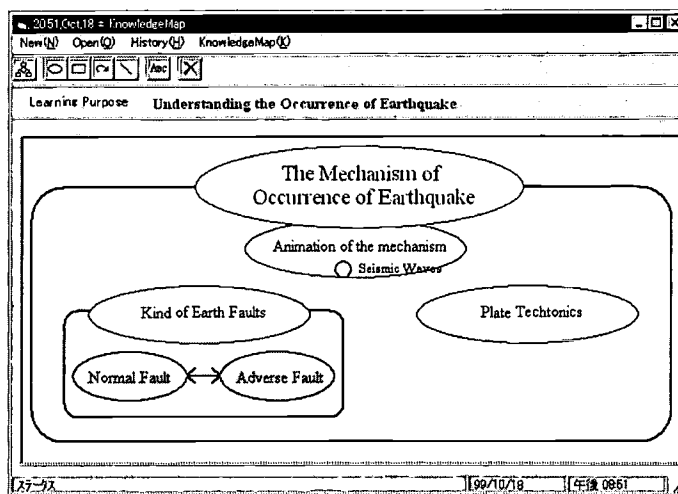 20:51,Oct,18 ± KnowledgeMap
New(N) Open(O) History(H) KnowledgeMap(K)
Abc
Learning Purpose Understanding the Occurrence of Earthquake
The Mechanism of
Occurrence of Earthquake
Animation of the mechanism
Seismic Waves
Kind of Earth Faults
Plate Techtonics
Normal Fault
Adverse Fault
ステータス 99/10/18 午後 08:51